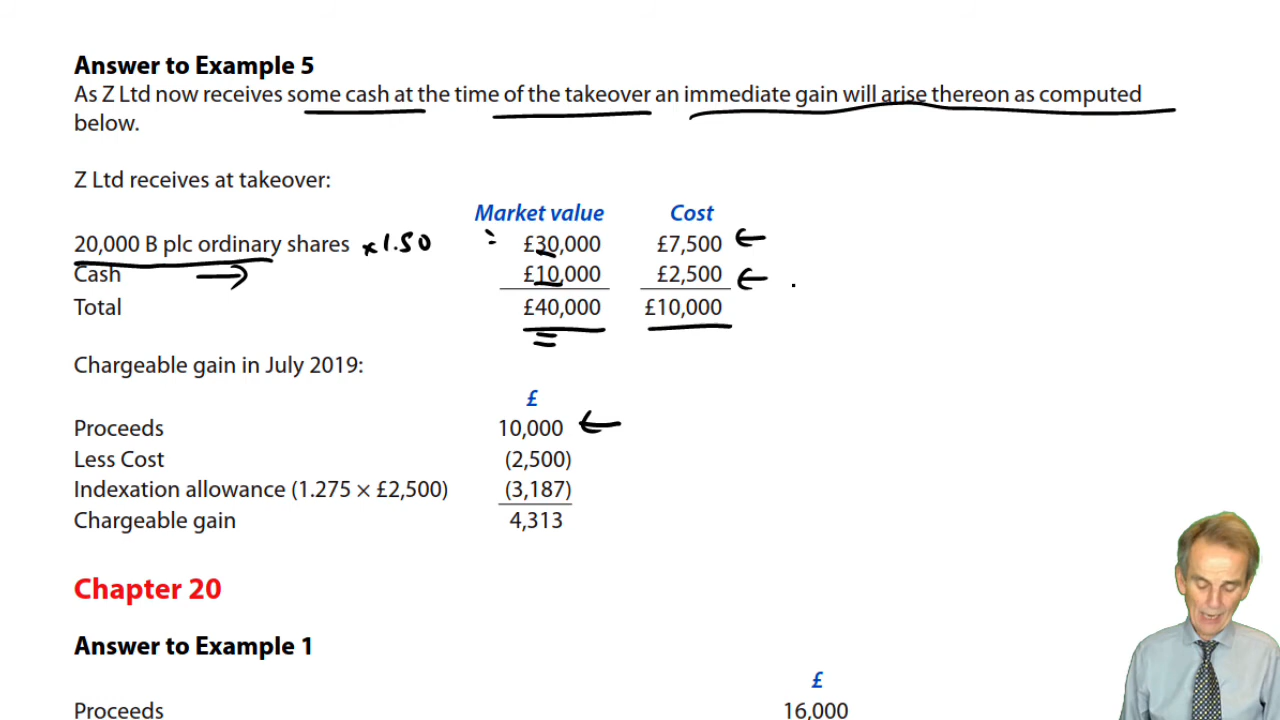 Answer to Example 5
As Z Ltd now receives some cash at the time of the takeover an immediate gain will arise thereon as computed
below.
Z Ltd receives at takeover:
Market value Cost
20,000 B plc ordinary shares x 1.50 = £30,000 £7,500
Cash £10,000 £2,500
Total £40,000 £10,000
Chargeable gain in July 2019:
£
Proceeds 10,000
Less Cost (2,500)
Indexation allowance (1.275 × £2,500) (3,187)
Chargeable gain 4,313
Chapter 20
Answer to Example 1
£
Proceeds 16,000